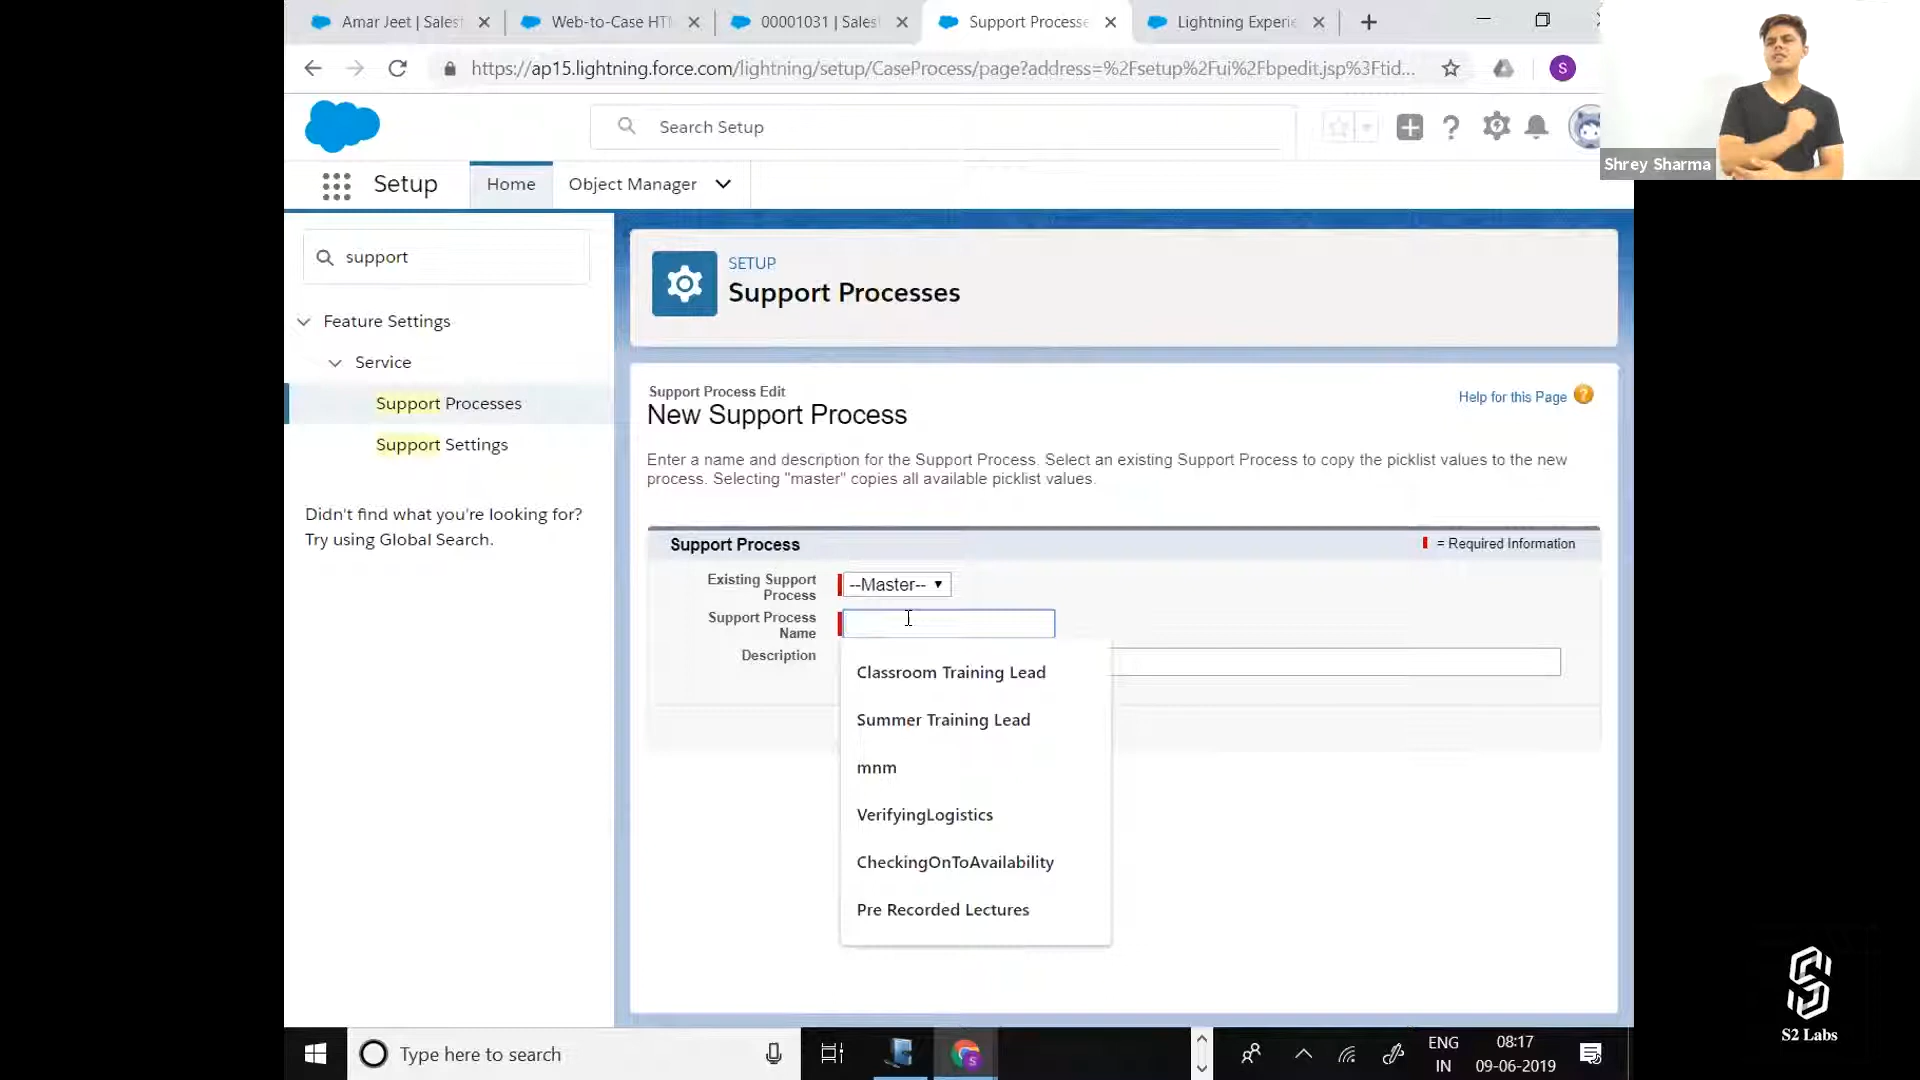 Amar Jeet | Salesf
Web-to-Case HTM
00001031 | Salesf
Support Processe
Lightning Experie
https://ap15.lightning.force.com/lightning/setup/CaseProcess/page?address=%2Fsetup%2Fui%2Fbpedit.jsp%3Ftid...
S
Search Setup
Shrey Sharma
Setup
Home
Object Manager
support
Feature Settings
Service
Support Processes
Support Settings
Didn't find what you're looking for?
Try using Global Search.
SETUP
Support Processes
Support Process Edit
New Support Process
Help for this Page
Enter a name and description for the Support Process. Select an existing Support Process to copy the picklist values to the new
process. Selecting "master" copies all available picklist values.
Support Process
= Required Information
Existing Support
Process
--Master--
Support Process
Name
Description
Classroom Training Lead
Summer Training Lead
mnm
VerifyingLogistics
CheckingOnToAvailability
Pre Recorded Lectures
S2 Labs
Type here to search
ENG
IN
08:17
09-06-2019